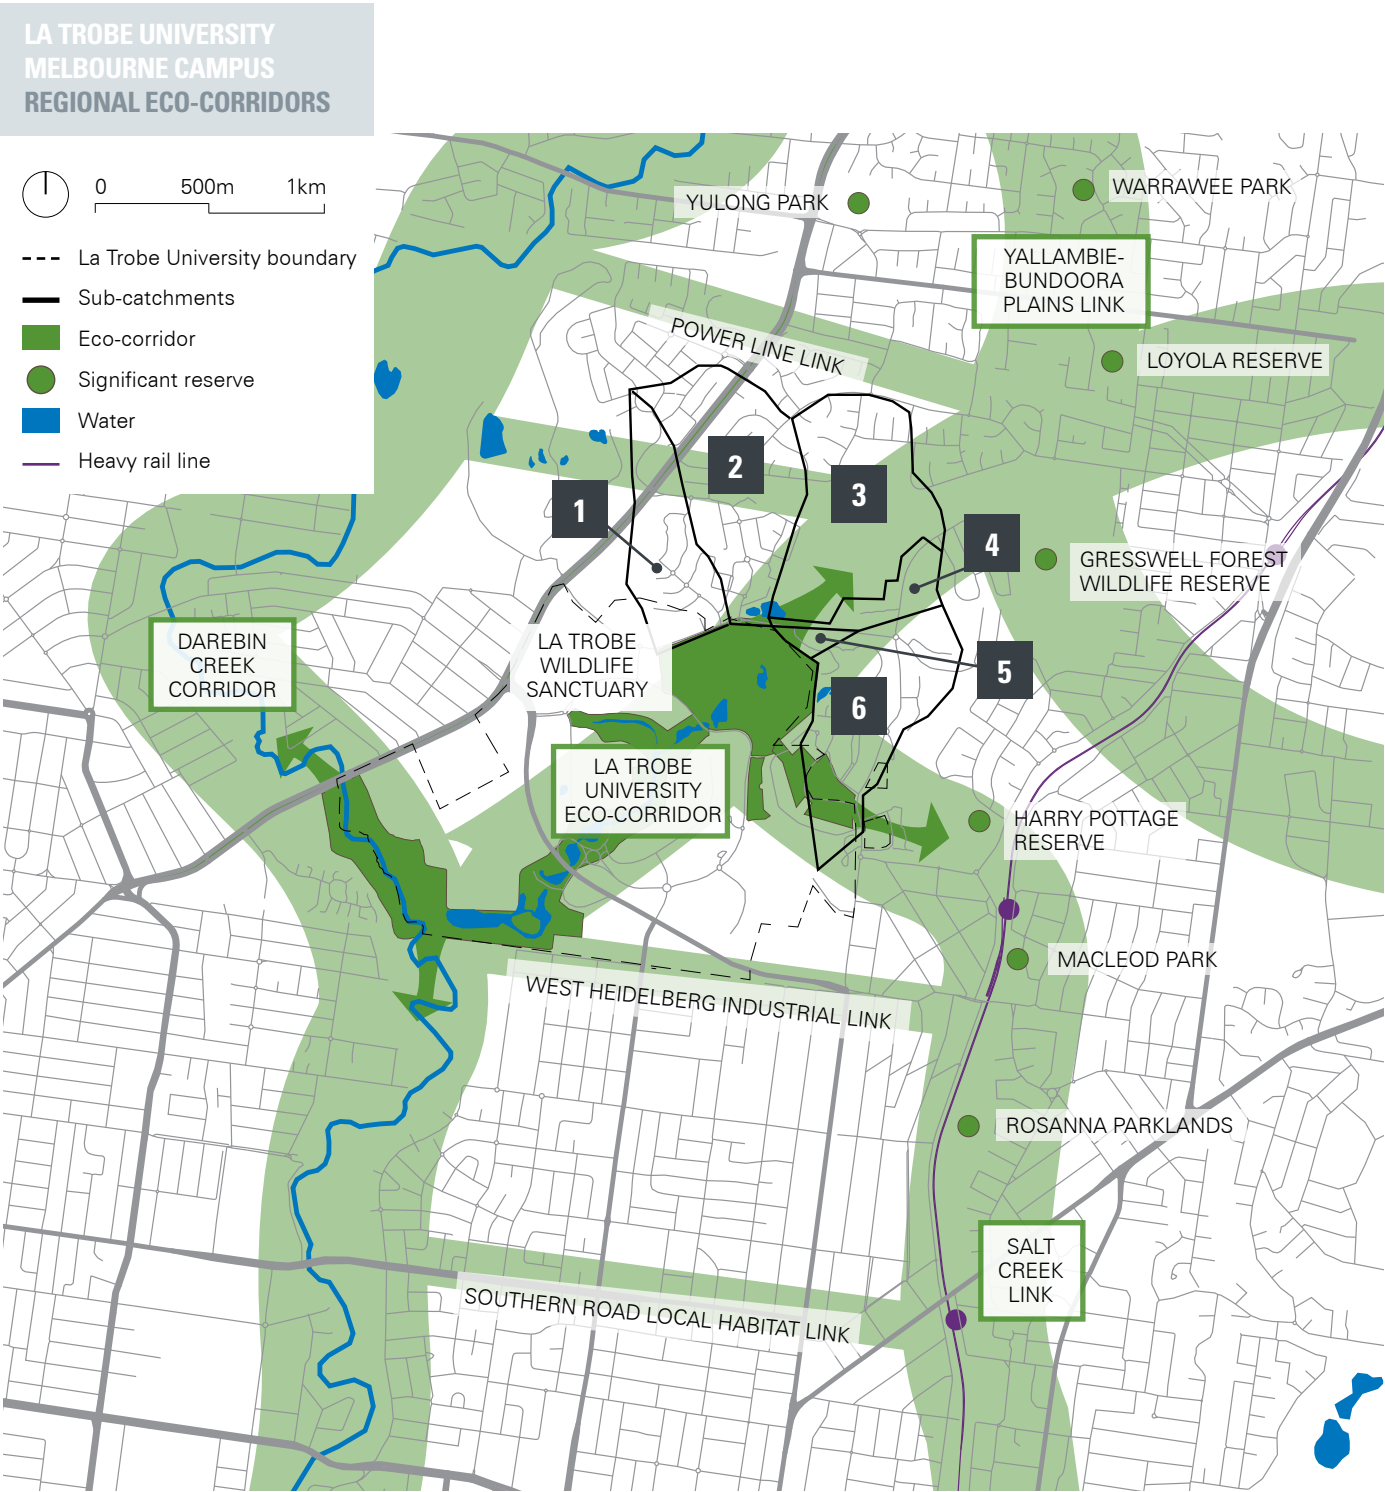 LA TROBE UNIVERSITY
MELBOURNE CAMPUS
REGIONAL ECO-CORRIDORS
0 500m 1km
La Trobe University boundary
Sub-catchments
Eco-corridor
Significant reserve
Water
Heavy rail line
YULONG PARK
WARRAWEE PARK
YALLAMBIE-
BUNDOORA
PLAINS LINK
POWER LINE LINK
LOYOLA RESERVE
1
2
3
4
5
6
GRESSWELL FOREST
WILDLIFE RESERVE
DAREBIN
CREEK
CORRIDOR
LA TROBE
WILDLIFE
SANCTUARY
LA TROBE
UNIVERSITY
ECO-CORRIDOR
HARRY POTTAGE
RESERVE
MACLEOD PARK
WEST HEIDELBERG INDUSTRIAL LINK
ROSANNA PARKLANDS
SALT
CREEK
LINK
SOUTHERN ROAD LOCAL HABITAT LINK